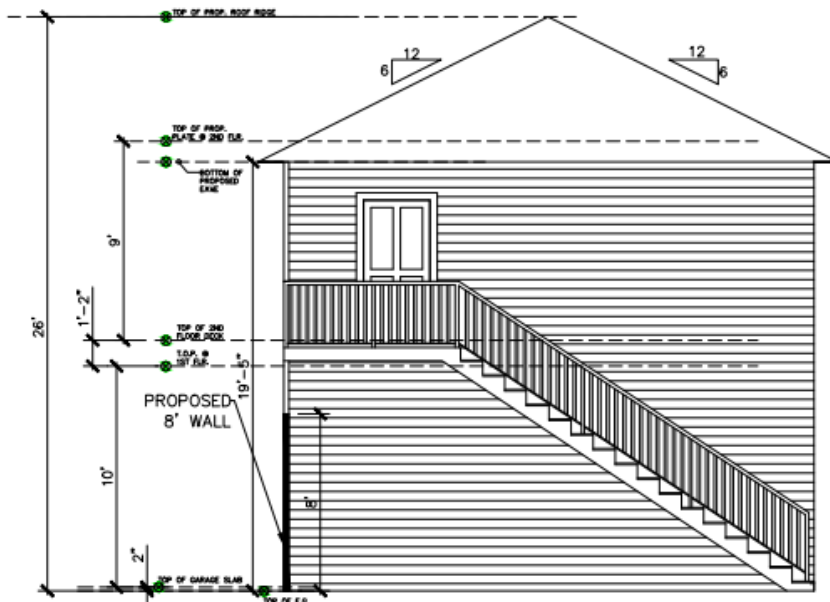 TOP OF PROP. ROOF RIDGE
12
6
12
6
TOP OF PROP.
PLATE @ 2ND FLR.
BOTTOM OF
PROPOSED
EAVE
9'
26'
1'-2"
TOP OF 2ND
FLOOR DECK
T.O.P. @
1ST FLR.
19'-5"
PROPOSED
8' WALL
10'
8'
2"
TOP OF GARAGE SLAB
TOP OF F.G.